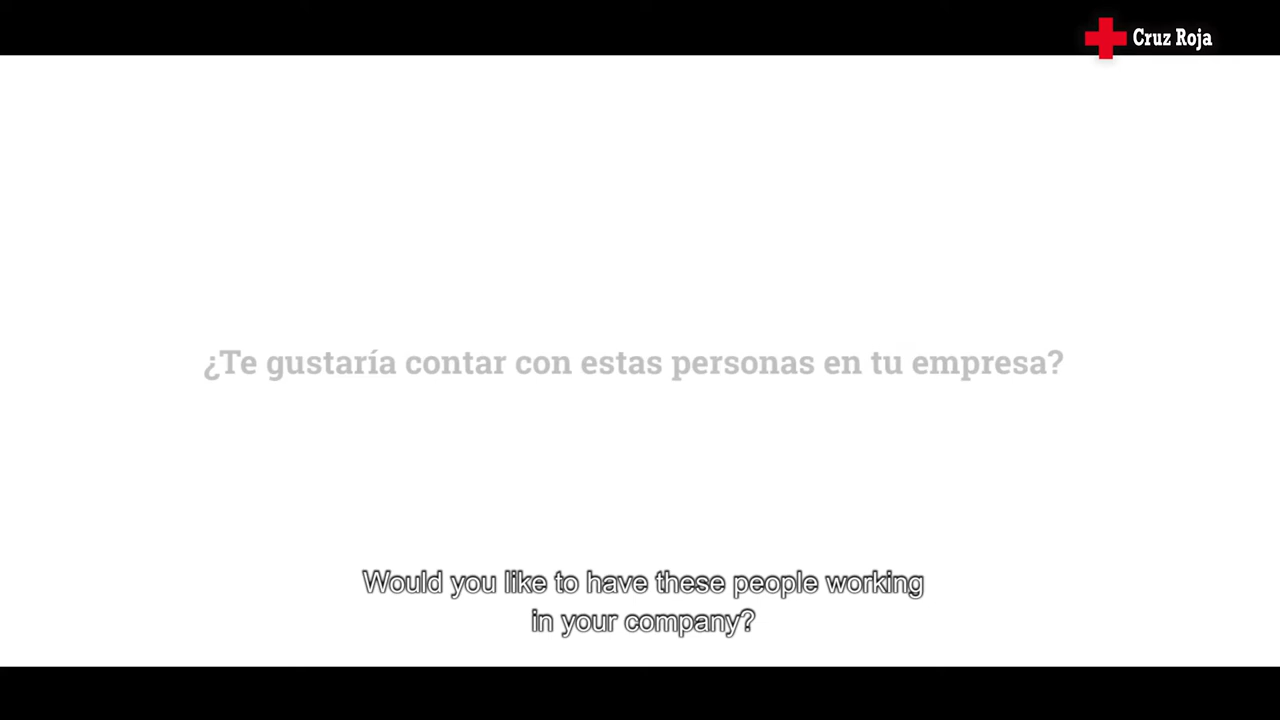 Cruz Roja
¿Te gustaría contar con estas personas en tu empresa?
Would you like to have these people working
in your company?